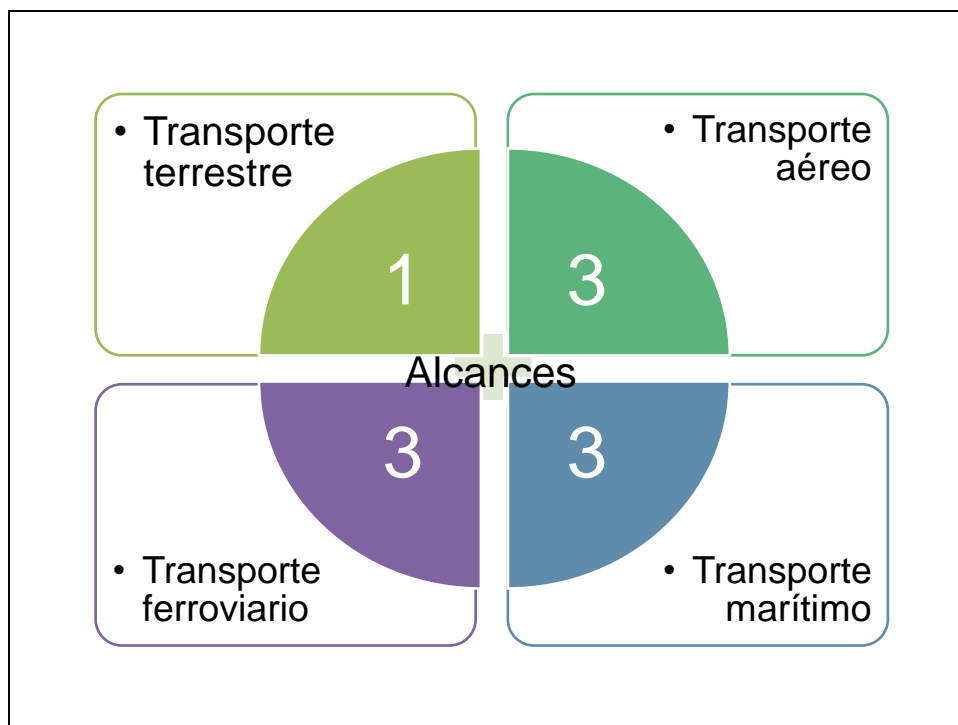 • Transporte
terrestre
1
• Transporte
aéreo
3
Alcances
3
• Transporte
ferroviario
3
• Transporte
marítimo